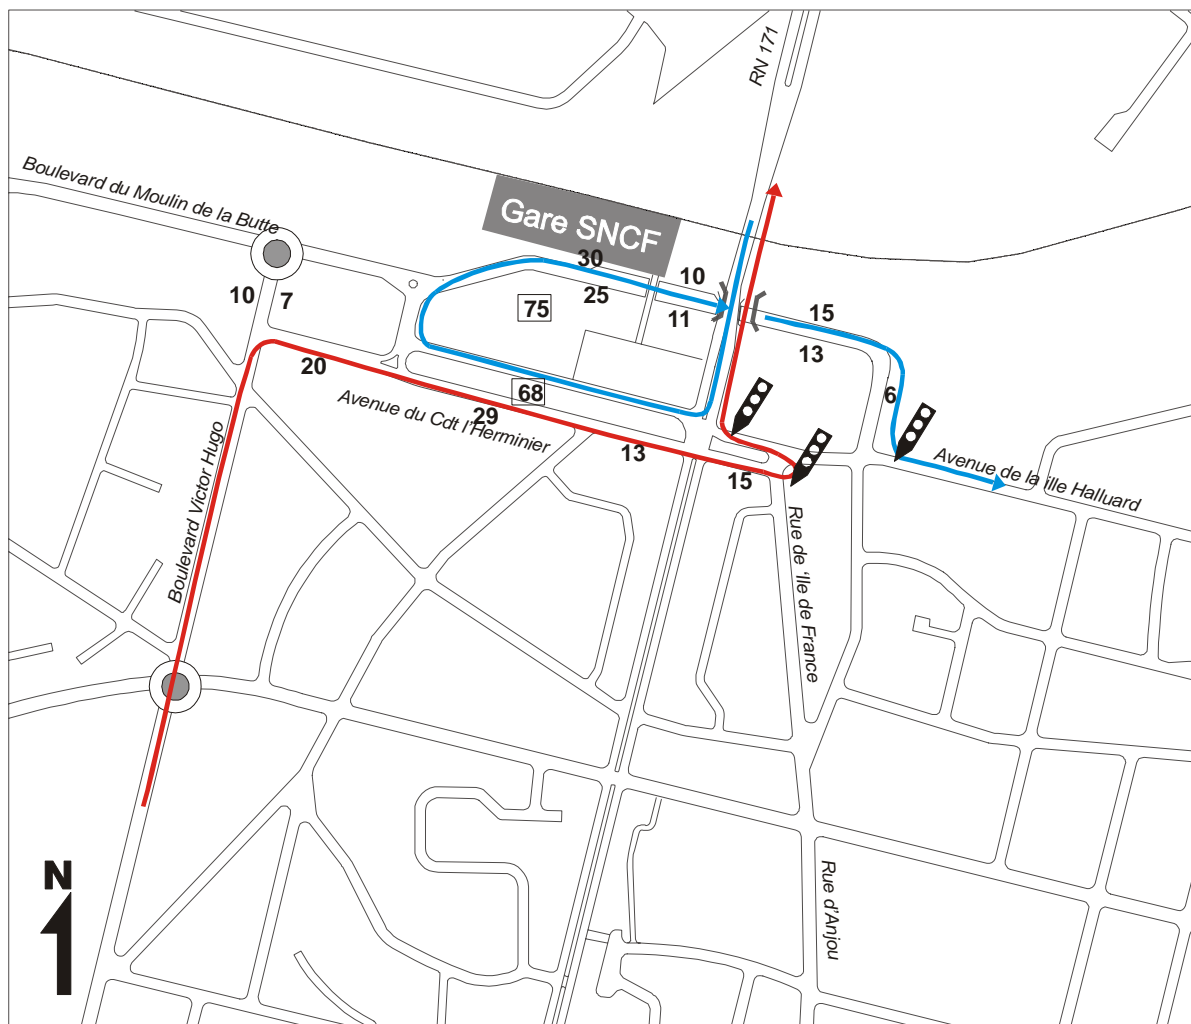 RN 171
Boulevard du Moulin de la Butte
Gare SNCF
30
10
10
7
25
75
11
15
13
20
68
6
Avenue du Cdt l'Herminier
29
13
15
Avenue de la ille Halluard
Boulevard Victor Hugo
Rue de 'Ile de France
N
Rue d'Anjou